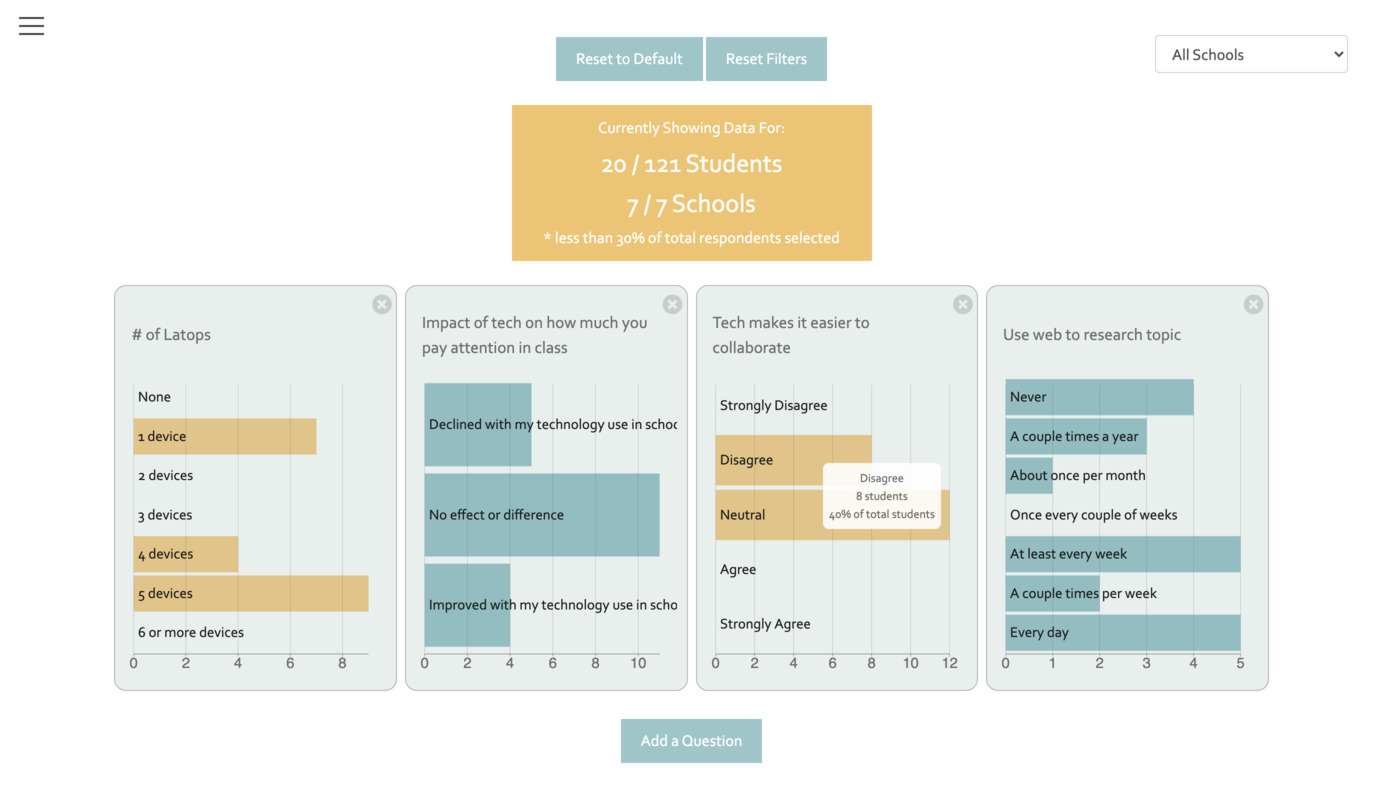 Reset to Default
Reset Filters
All Schools
Currently Showing Data For:
20 / 121 Students
7 / 7 Schools
* less than 30% of total respondents selected
# of Latops
None
1 device
2 devices
3 devices
4 devices
5 devices
6 or more devices
0 2 4 6 8
Impact of tech on how much you
pay attention in class
Declined with my technology use in schoo
No effect or difference
Improved with my technology use in scho
0 2 4 6 8 10
Tech makes it easier to
collaborate
Strongly Disagree
Disagree
Neutral
Agree
Strongly Agree
Disagree
8 students
40% of total students
0 2 4 6 8 10 12
Use web to research topic
Never
A couple times a year
About once per month
Once every couple of weeks
At least every week
A couple times per week
Every day
0 1 2 3 4 5
Add a Question